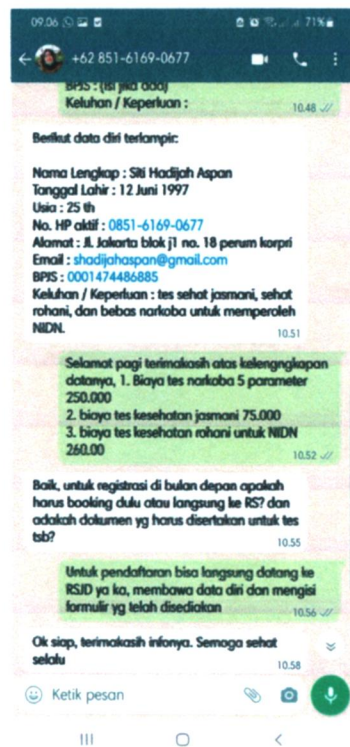 09.06
71%
+62 851-6169-0677
BPJS : (isi jika ada)
Keluhan / Keperluan :
10.48
Berikut data diri terlampir:
Nama Lengkap : Siti Hadijah Aspan
Tanggal Lahir : 12 Juni 1997
Usia : 25 th
No. HP aktif : 0851-6169-0677
Alamat : Jl. Jakarta blok j1 no. 18 perum korpri
Email : shadijahaspan@gmail.com
BPJS : 0001474486885
Keluhan / Keperluan : tes sehat jasmani, sehat
rohani, dan bebas narkoba untuk memperoleh
NIDN.
10.51
Selamat pagi terimakasih atas kelengngkapan
datanya, 1. Biaya tes narkoba 5 parameter
250.000
2. biaya tes kesehatan jasmani 75.000
3. biaya tes kesehatan rohani untuk NIDN
260.00
10.52
Baik, untuk registrasi di bulan depan apakah
harus booking dulu atau langsung ke RS? dan
adakah dokumen yg harus disertakan untuk tes
tsb?
10.55
Untuk pendaftaran bisa langsung datang ke
RSJD ya ka, membawa data diri dan mengisi
formulir yg telah disediakan
10.56
Ok siap, terimakasih infonya. Semoga sehat
selalu
10.58
Ketik pesan